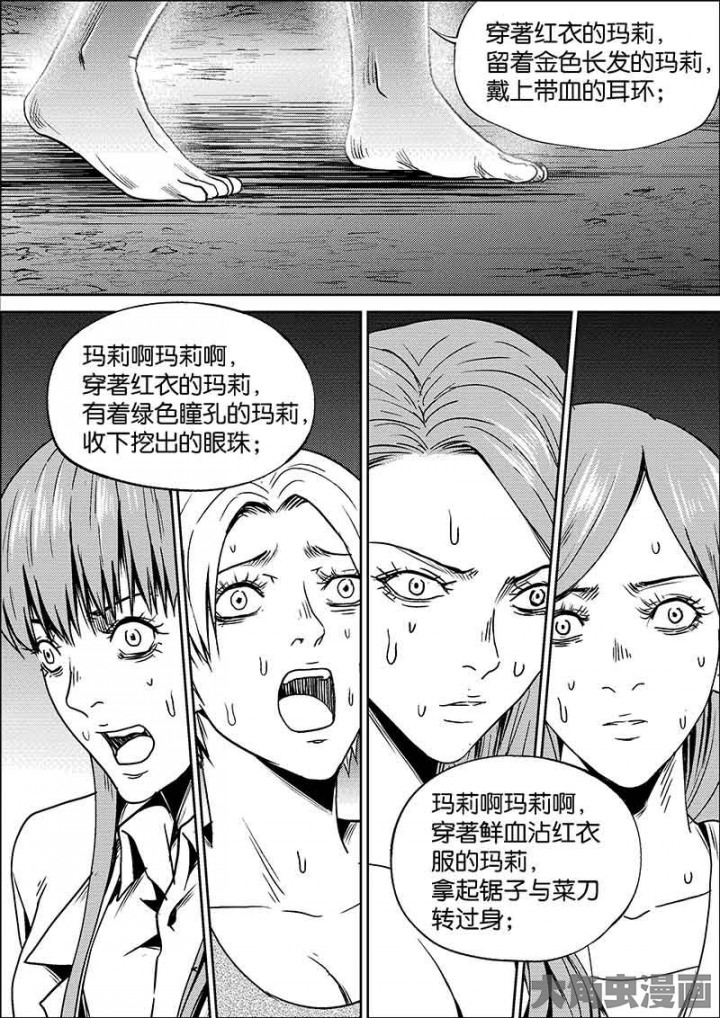 穿著红衣的玛莉，
留着金色长发的玛莉，
戴上带血的耳环；
玛莉啊玛莉啊，
穿著红衣的玛莉，
有着绿色瞳孔的玛莉，
收下挖出的眼珠；
玛莉啊玛莉啊，
穿著鲜血沾红衣
服的玛莉，
拿起锯子与菜刀
转过身；
大角虫漫画